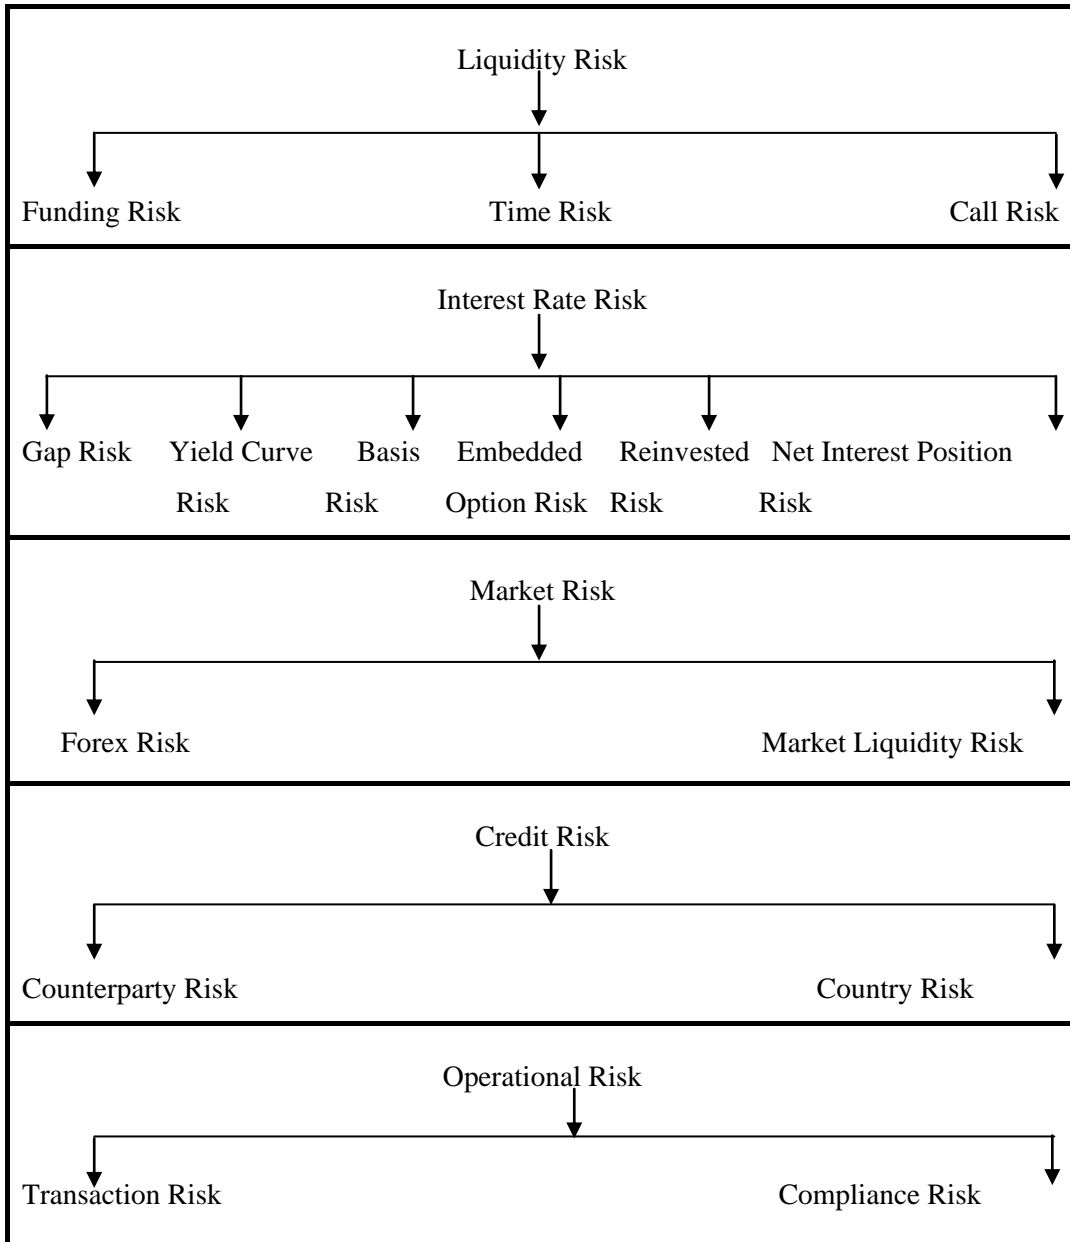 Liquidity Risk
Funding Risk Time Risk Call Risk
Interest Rate Risk
Gap Risk Yield Curve Basis Embedded Reinvested Net Interest Position
Risk Risk Option Risk Risk Risk
Market Risk
Forex Risk Market Liquidity Risk
Credit Risk
Counterparty Risk Country Risk
Operational Risk
Transaction Risk Compliance Risk